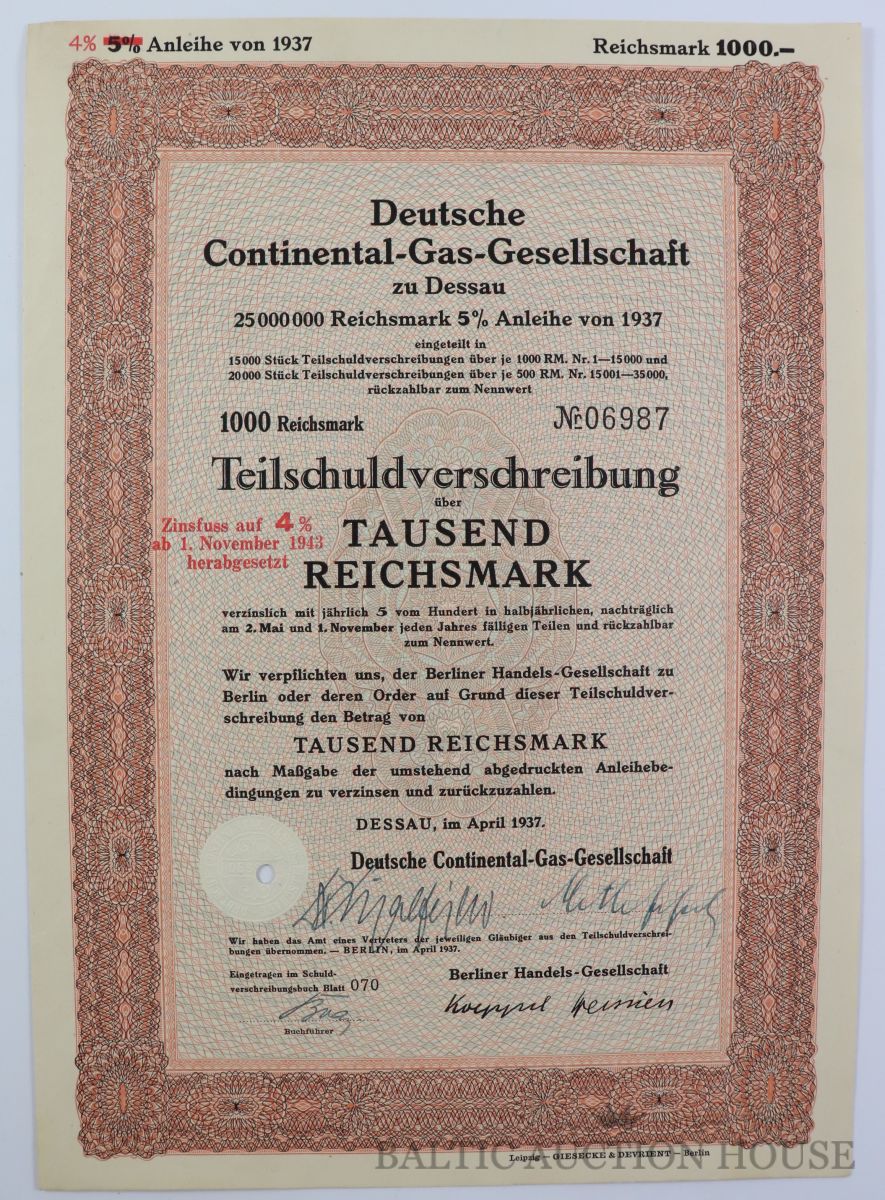 4% 5% Anleihe von 1937
Reichsmark 1000.—
Deutsche
Continental-Gas-Gesellschaft
zu Dessau
25000000 Reichsmark 5% Anleihe von 1937
eingeteilt in
15000 Stück Teilschuldverschreibungen über je 1000 RM. Nr. 1—15000 und
20000 Stück Teilschuldverschreibungen über je 500 RM. Nr. 15001—35000,
rückzahlbar zum Nennwert
1000 Reichsmark
№ 06987
Teilschuldverschreibung
über
Zinsfuss auf 4%
ab 1. November 1943
herabgesetzt
TAUSEND
REICHSMARK
verzinslich mit jährlich 5 vom Hundert in halbjährlichen, nachträglich
am 2. Mai und 1. November jeden Jahres fälligen Teilen und rückzahlbar
zum Nennwert.
Wir verpflichten uns, der Berliner Handels-Gesellschaft zu
Berlin oder deren Order auf Grund dieser Teilschuldver-
schreibung den Betrag von
TAUSEND REICHSMARK
nach Maßgabe der umstehend abgedruckten Anleihebe-
dingungen zu verzinsen und zurückzuzahlen.
DESSAU, im April 1937.
Deutsche Continental-Gas-Gesellschaft
Wir haben das Amt eines Vertreters der jeweiligen Gläubiger aus den Teilschuldverschrei-
bungen übernommen. — BERLIN, im April 1937.
Eingetragen im Schuld-
verschreibungsbuch Blatt 070
Berliner Handels-Gesellschaft
Buchführer
Leipzig — GIESECKE & DEVRIENT — Berlin
BALTIC AUCTION HOUSE